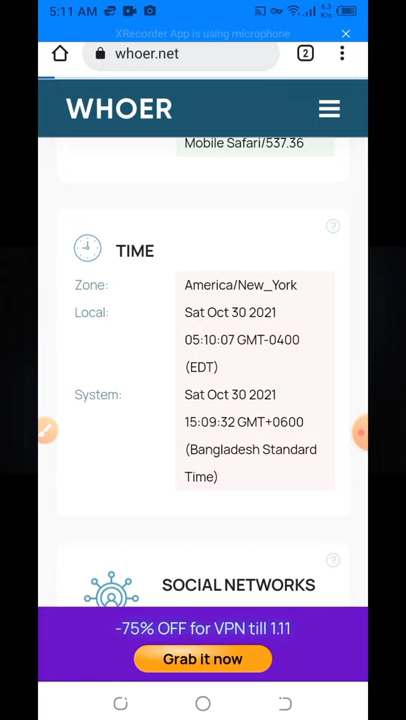 5:11 AM
6.3
K/s
XRecorder App is using microphone
whoer.net
2
WHOER
Mobile Safari/537.36
?
TIME
Zone: America/New_York
Local: Sat Oct 30 2021
05:10:07 GMT-0400
(EDT)
System: Sat Oct 30 2021
15:09:32 GMT+0600
(Bangladesh Standard
Time)
?
SOCIAL NETWORKS
-75% OFF for VPN till 1.11
Grab it now